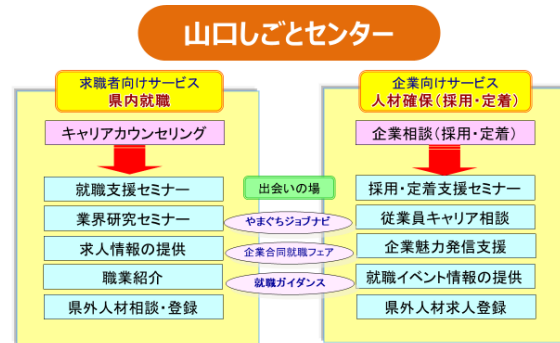 山口しごとセンター
求職者向けサービス
県内就職
キャリアカウンセリング
就職支援セミナー
業界研究セミナー
求人情報の提供
職業紹介
県外人材相談・登録
出会いの場
やまぐちジョブナビ
企業合同就職フェア
就職ガイダンス
企業向けサービス
人材確保(採用・定着)
企業相談(採用・定着)
採用・定着支援セミナー
従業員キャリア相談
企業魅力発信支援
就職イベント情報の提供
県外人材求人登録